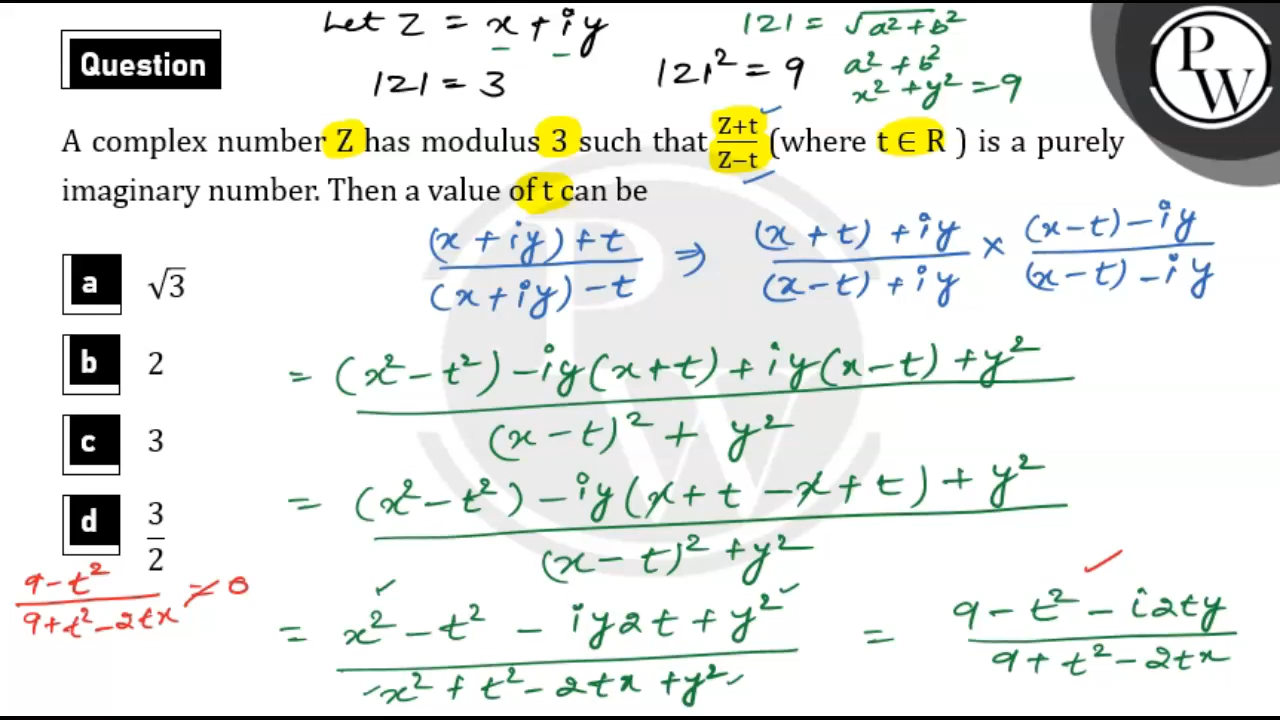 Let Z = x + iy
|Z| = √a² + b²
Question
|Z| = 3
|Z|² = 9
a² + b²
x² + y² = 9
PW
A complex number Z has modulus 3 such that (Z+t)/(Z−t) (where t ∈ R ) is a purely
imaginary number. Then a value of t can be
((x + iy) + t)/((x + iy) − t) ⇒ ((x + t) + iy)/((x − t) + iy) × ((x − t) − iy)/((x − t) − iy)
a √3
b 2
= ((x² − t²) − iy(x + t) + iy(x − t) + y²)/((x − t)² + y²)
c 3
= ((x² − t²) − iy(x + t − x + t) + y²)/((x − t)² + y²)
d 3/2
(9 − t²)/(9 + t² − 2tx) ≠ 0
= (x² − t² − iy2t + y²)/(x² + t² − 2tx + y²) = (9 − t² − i2ty)/(9 + t² − 2tx)